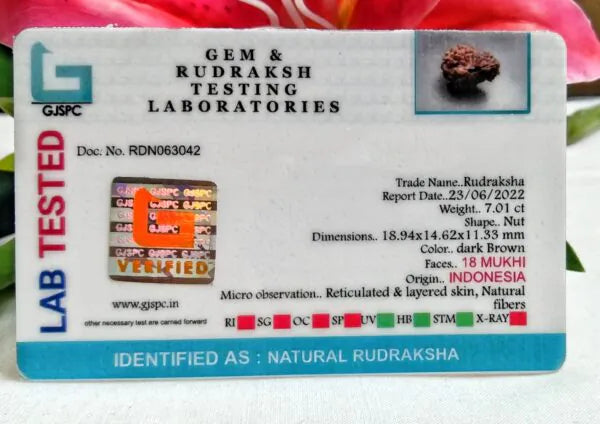 GEM &
RUDRAKSH
TESTING
LABORATORIES
GJSPC
LAB TESTED
Doc. No. RDN063042
Trade Name..Rudraksha
Report Date..23/06/2022
Weight.. 7.01 ct
Shape.. Nut
Dimensions.. 18.94x14.62x11.33 mm
Color.. dark Brown
Faces.. 18 MUKHI
Origin.. INDONESIA
Micro observation.. Reticulated & layered skin, Natural
fibers
GJSPC GJSPC GJSPC
VERIFIED
www.gjspc.in
other necessary test are carried forward
RI SG OC SP UV HB STM X-RAY
IDENTIFIED AS : NATURAL RUDRAKSHA